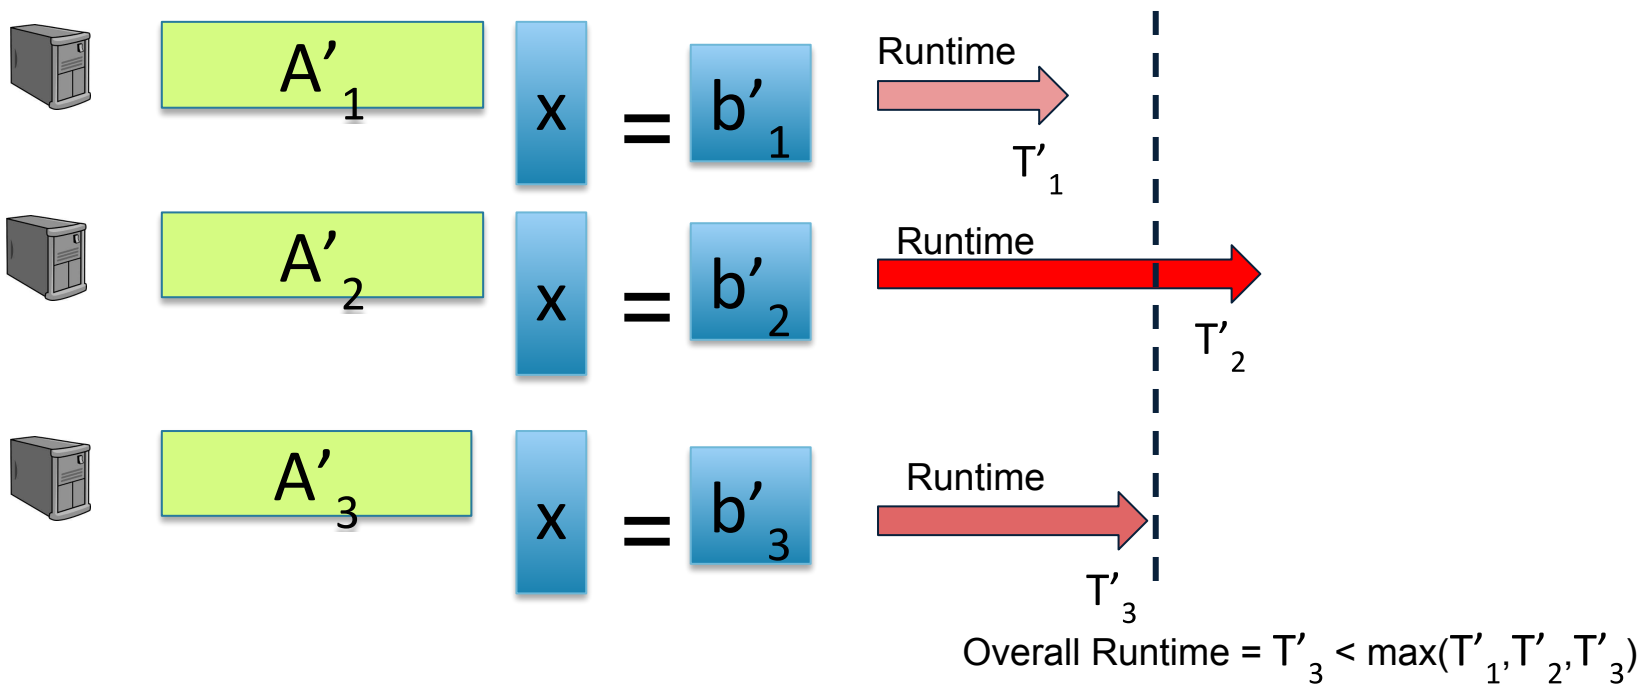 A′₁ x = b′₁ Runtime
T′₁
A′₂ x = b′₂ Runtime
T′₂
A′₃ x = b′₃ Runtime
T′₃
Overall Runtime = T′₃ < max(T′₁,T′₂,T′₃)